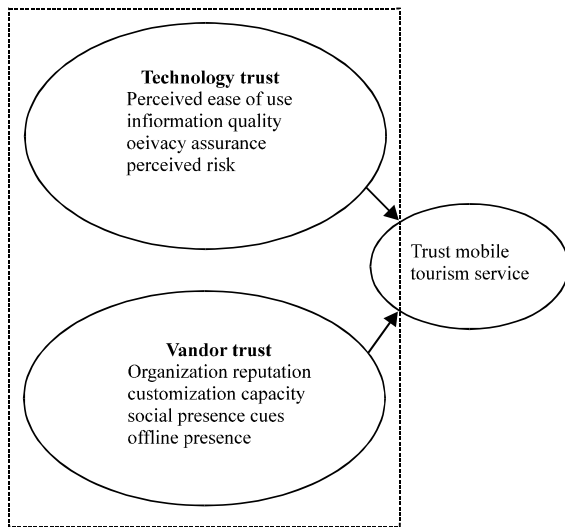 Technology trust
Perceived ease of use
infiormation quality
oeivacy assurance
perceived risk
Trust mobile
tourism service
Vandor trust
Organization reputation
customization capacity
social presence cues
offline presence